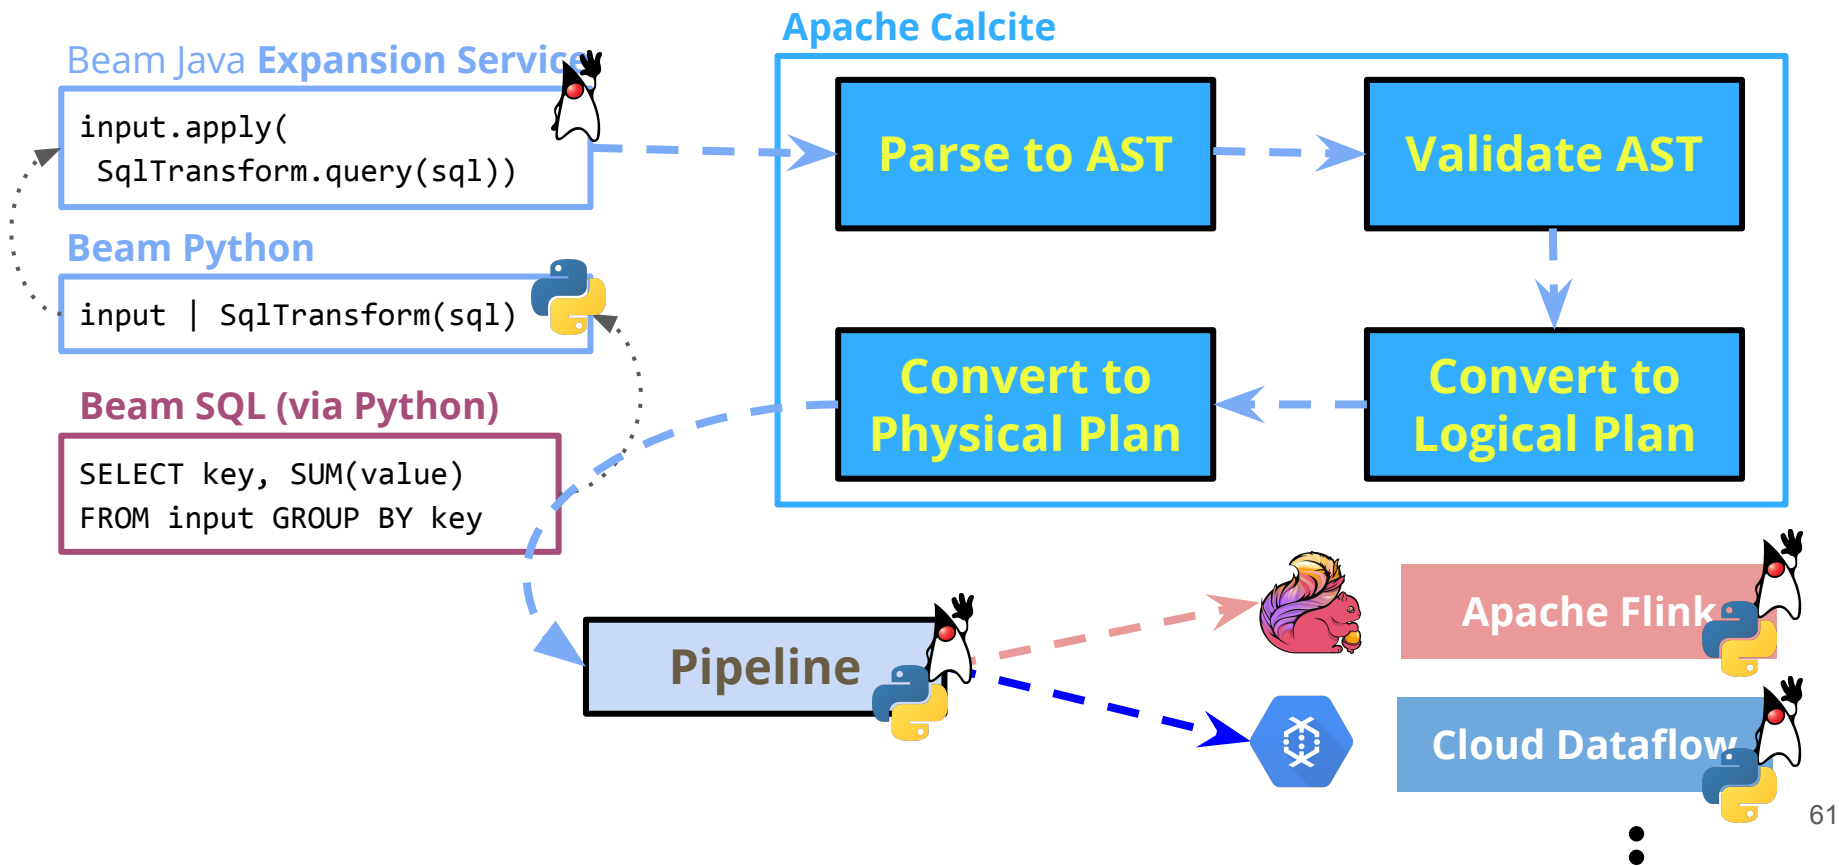 Apache Calcite
Beam Java Expansion Service
input.apply(
SqlTransform.query(sql))
Parse to AST
Validate AST
Beam Python
input | SqlTransform(sql)
Convert to
Physical Plan
Convert to
Logical Plan
Beam SQL (via Python)
SELECT key, SUM(value)
FROM input GROUP BY key
Pipeline
Apache Flink
Cloud Dataflow
61